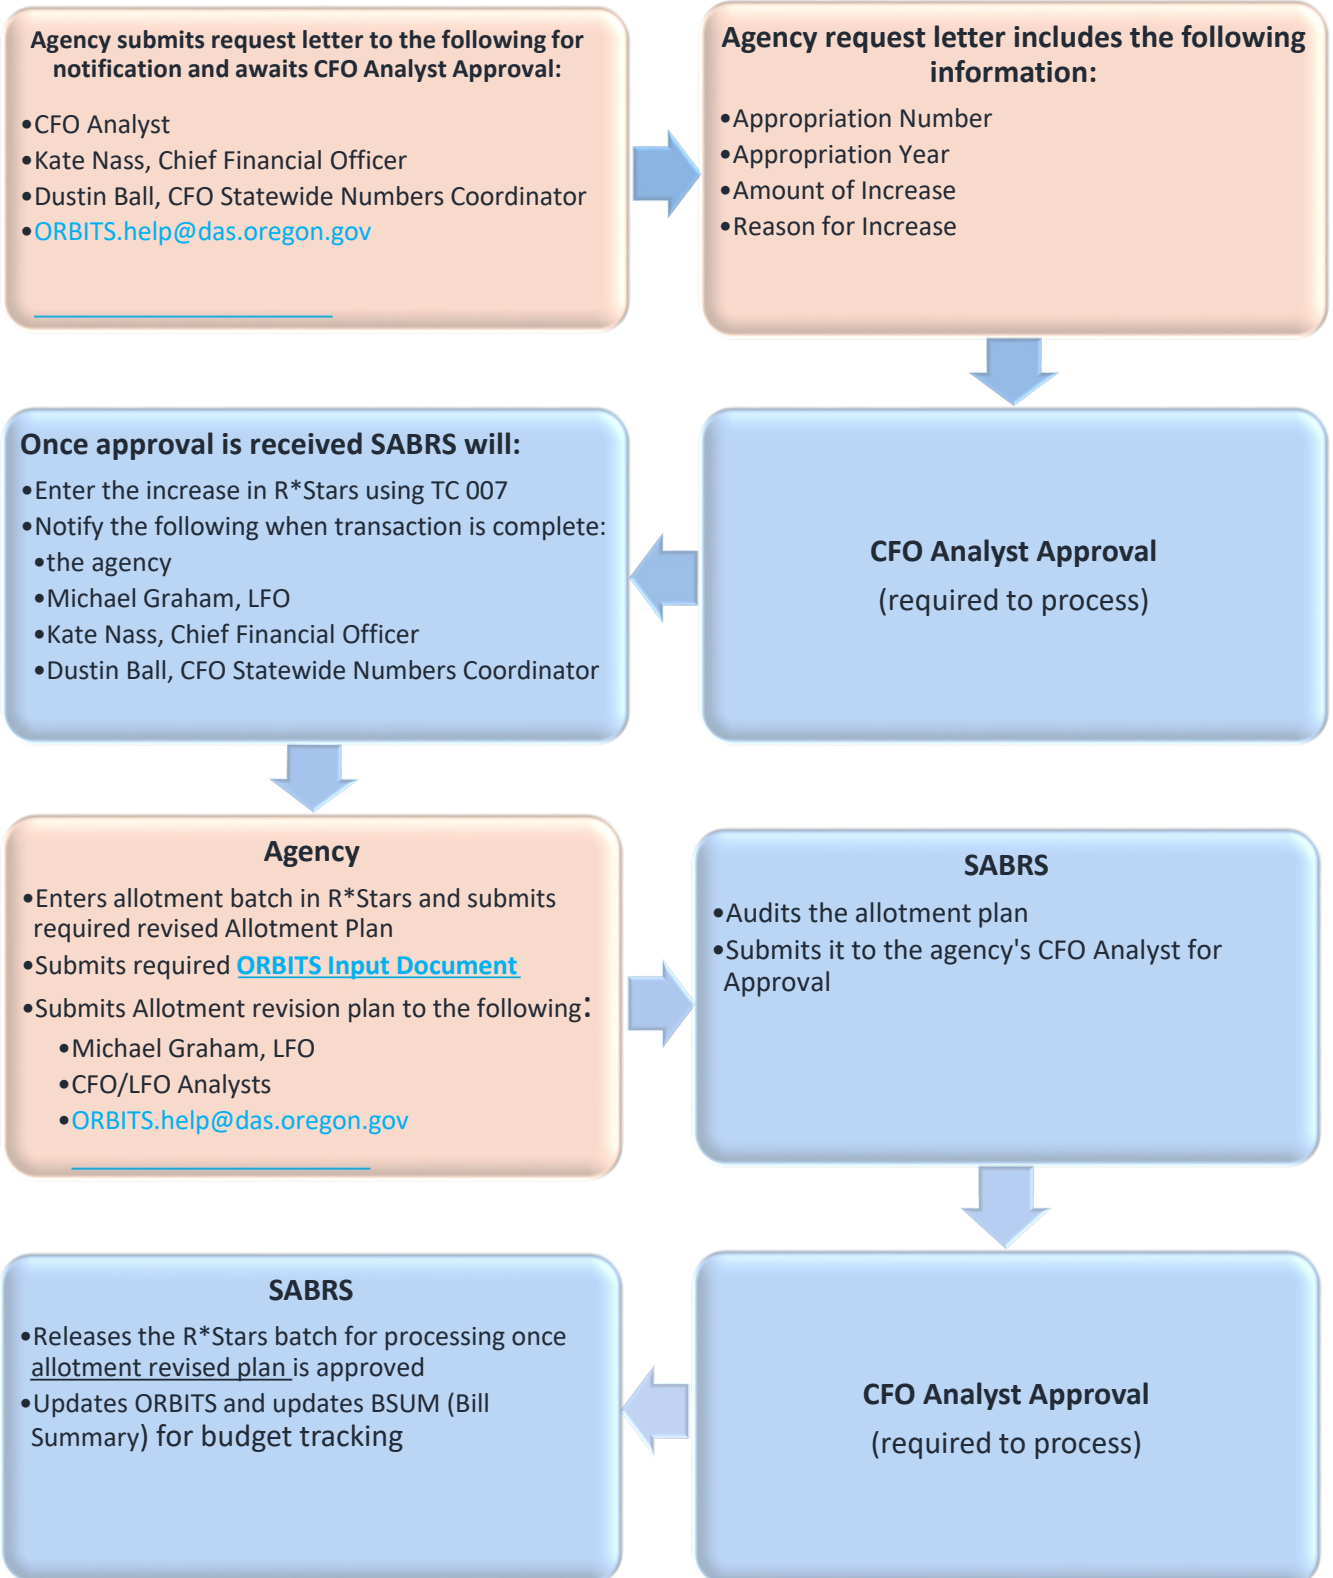 Agency submits request letter to the following for
notification and awaits CFO Analyst Approval:
•CFO Analyst
•Kate Nass, Chief Financial Officer
•Dustin Ball, CFO Statewide Numbers Coordinator
•ORBITS.help@das.oregon.gov
Agency request letter includes the following
information:
•Appropriation Number
•Appropriation Year
•Amount of Increase
•Reason for Increase
CFO Analyst Approval
(required to process)
Once approval is received SABRS will:
•Enter the increase in R*Stars using TC 007
•Notify the following when transaction is complete:
•the agency
•Michael Graham, LFO
•Kate Nass, Chief Financial Officer
•Dustin Ball, CFO Statewide Numbers Coordinator
Agency
•Enters allotment batch in R*Stars and submits
required revised Allotment Plan
•Submits required ORBITS Input Document
•Submits Allotment revision plan to the following:
•Michael Graham, LFO
•CFO/LFO Analysts
•ORBITS.help@das.oregon.gov
SABRS
•Audits the allotment plan
•Submits it to the agency's CFO Analyst for
Approval
CFO Analyst Approval
(required to process)
SABRS
•Releases the R*Stars batch for processing once
allotment revised plan is approved
•Updates ORBITS and updates BSUM (Bill
Summary) for budget tracking